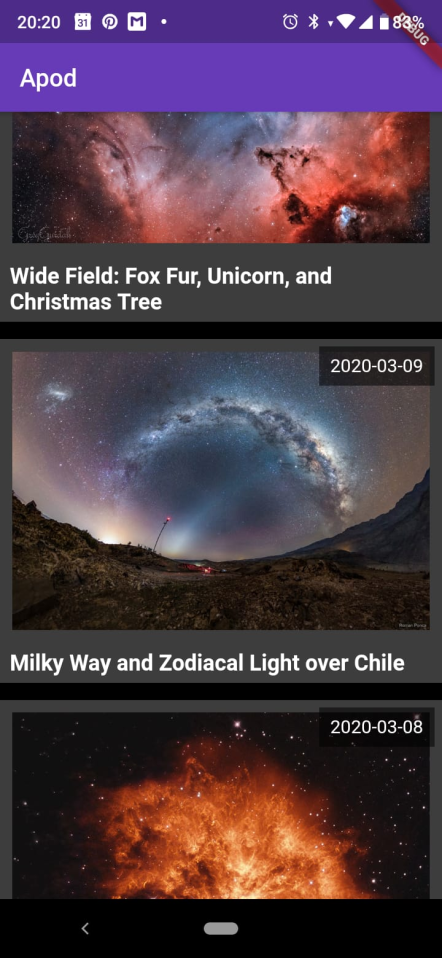 20:20
31
83%
DEBUG
Apod
Wide Field: Fox Fur, Unicorn, and
Christmas Tree
2020-03-09
Milky Way and Zodiacal Light over Chile
2020-03-08